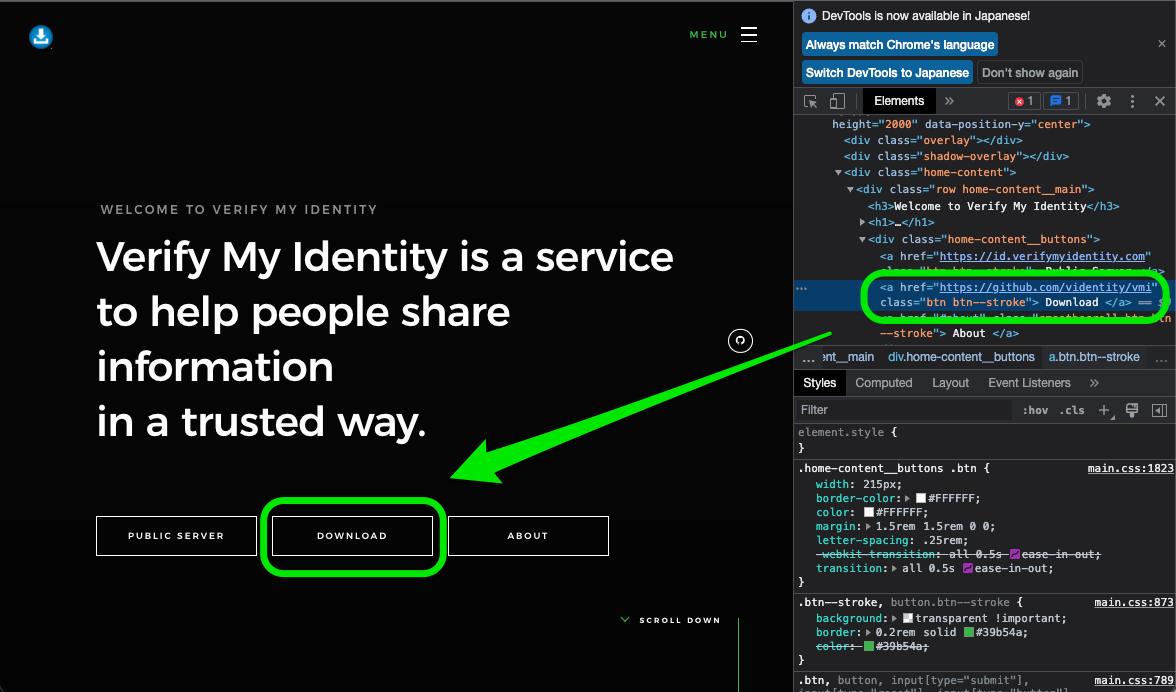 MENU
WELCOME TO VERIFY MY IDENTITY
Verify My Identity is a service
to help people share
information
in a trusted way.
PUBLIC SERVER
DOWNLOAD
ABOUT
SCROLL DOWN
DevTools is now available in Japanese!
Always match Chrome's language
Switch DevTools to Japanese
Don't show again
Elements
1
1
height="2000" data-position-y="center">
<div class="overlay"></div>
<div class="shadow-overlay"></div>
<div class="home-content">
<div class="row home-content__main">
<h3>Welcome to Verify My Identity</h3>
<h1>…</h1>
<div class="home-content__buttons">
<a href="https://id.verifymyidentity.com"
<a href="https://github.com/videntity/vmi"
class="btn btn--stroke"> Download </a> ==
--stroke"> About </a>
... ent__main div.home-content__buttons a.btn.btn--stroke ...
Styles Computed Layout Event Listeners
Filter :hov .cls
element.style {
}
.home-content__buttons .btn { main.css:1823
width: 215px;
border-color: #FFFFFF;
color: #FFFFFF;
margin: 1.5rem 1.5rem 0 0;
letter-spacing: .25rem;
-webkit-transition: all 0.5s ease-in-out;
transition: all 0.5s ease-in-out;
}
.btn--stroke, button.btn--stroke { main.css:873
background: transparent !important;
border: 0.2rem solid #39b54a;
color: #39b54a;
}
.btn, button, input[type="submit"], main.css:789